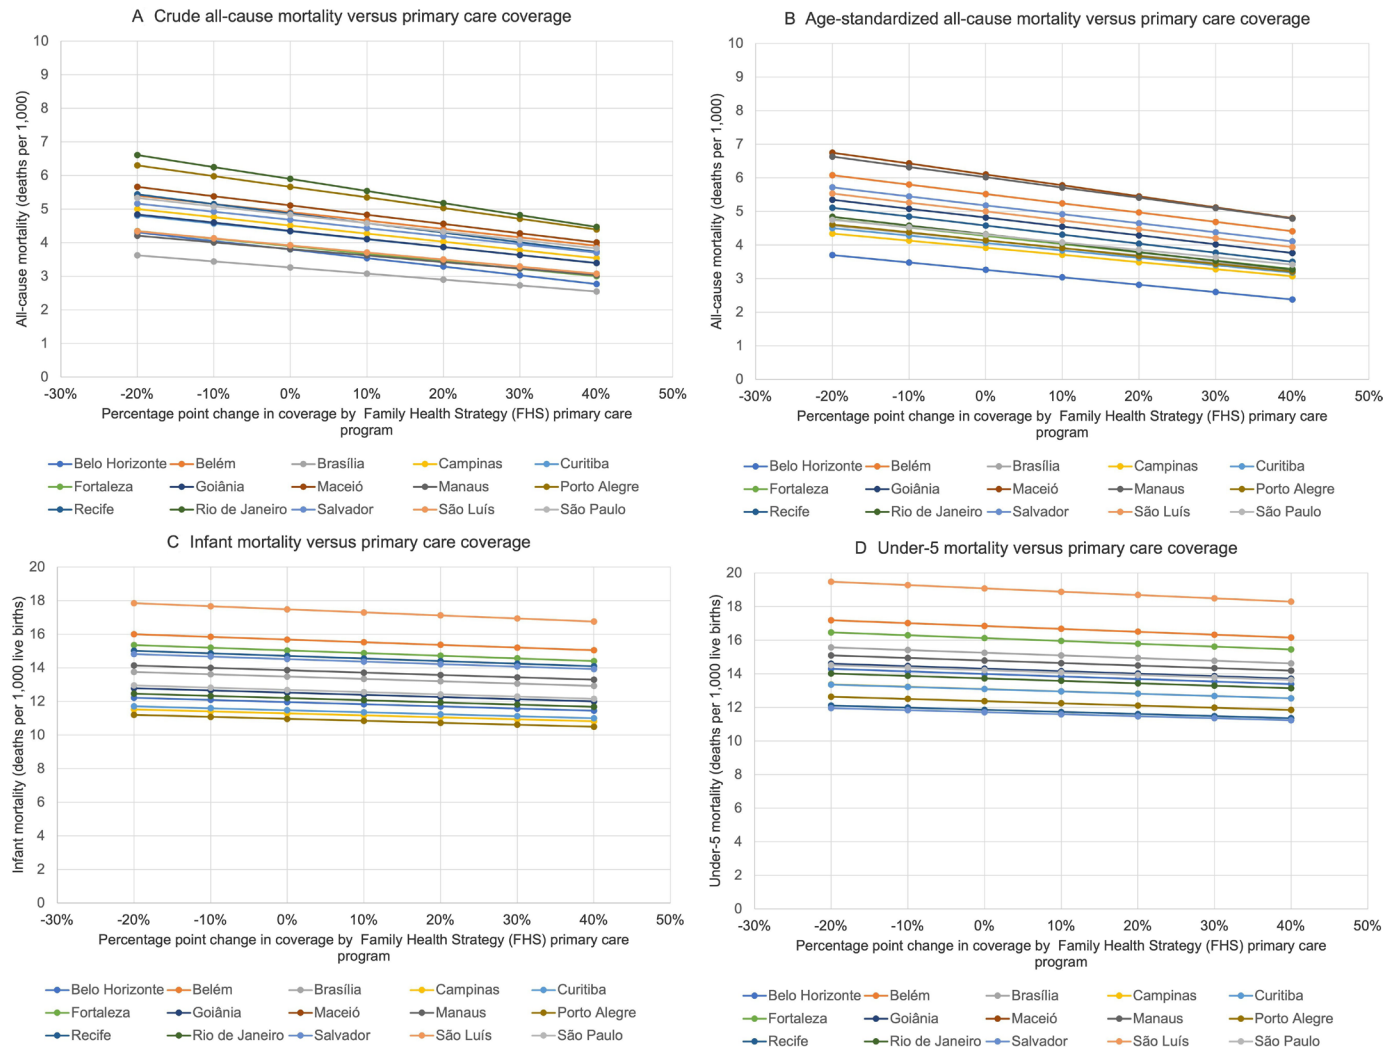 A Crude all-cause mortality versus primary care coverage
10
9
8
7
6
5
4
3
2
1
0
All-cause mortality (deaths per 1,000)
-30% -20% -10% 0% 10% 20% 30% 40% 50%
Percentage point change in coverage by Family Health Strategy (FHS) primary care
program
Belo Horizonte Belém Brasília Campinas Curitiba
Fortaleza Goiânia Maceió Manaus Porto Alegre
Recife Rio de Janeiro Salvador São Luís São Paulo
B Age-standardized all-cause mortality versus primary care coverage
10
9
8
7
6
5
4
3
2
1
0
All-cause mortality (deaths per 1,000)
-30% -20% -10% 0% 10% 20% 30% 40% 50%
Percentage point change in coverage by Family Health Strategy (FHS) primary care
program
Belo Horizonte Belém Brasília Campinas Curitiba
Fortaleza Goiânia Maceió Manaus Porto Alegre
Recife Rio de Janeiro Salvador São Luís São Paulo
C Infant mortality versus primary care coverage
20
18
16
14
12
10
8
6
4
2
0
Infant mortality (deaths per 1,000 live births)
-30% -20% -10% 0% 10% 20% 30% 40% 50%
Percentage point change in coverage by Family Health Strategy (FHS) primary care
program
Belo Horizonte Belém Brasília Campinas Curitiba
Fortaleza Goiânia Maceió Manaus Porto Alegre
Recife Rio de Janeiro Salvador São Luís São Paulo
D Under-5 mortality versus primary care coverage
20
18
16
14
12
10
8
6
4
2
0
Under-5 mortality (deaths per 1,000 live births)
-30% -20% -10% 0% 10% 20% 30% 40% 50%
Percentage point change in coverage by Family Health Strategy (FHS) primary care
program
Belo Horizonte Belém Brasília Campinas Curitiba
Fortaleza Goiânia Maceió Manaus Porto Alegre
Recife Rio de Janeiro Salvador São Luís São Paulo